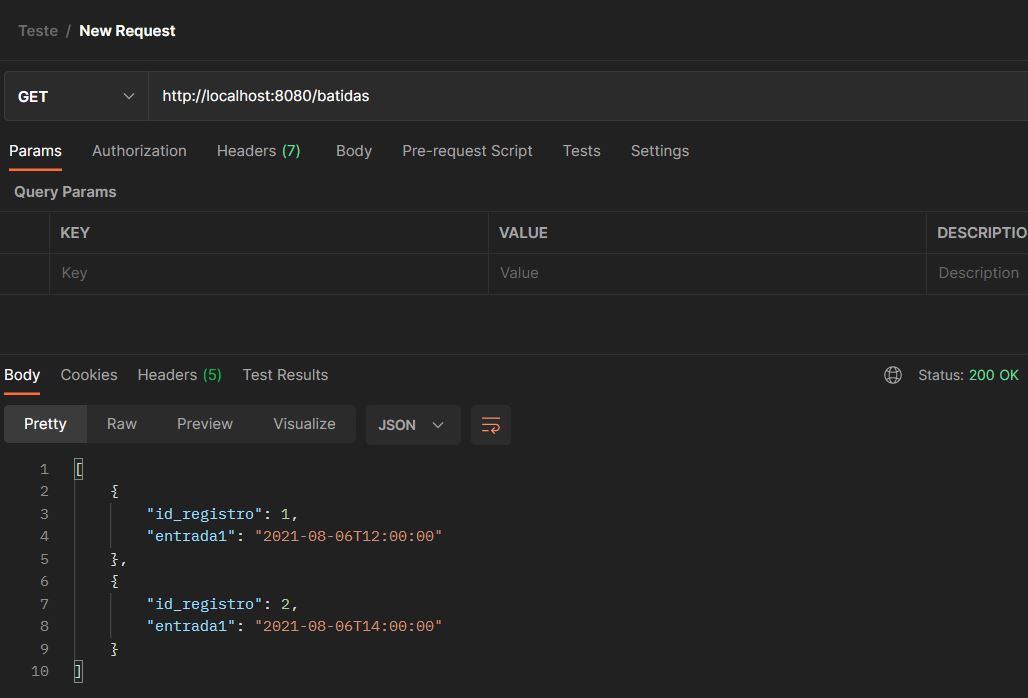 Teste / New Request
GET http://localhost:8080/batidas
Params Authorization Headers (7) Body Pre-request Script Tests Settings
Query Params
KEY VALUE DESCRIPTIO
Key Value Description
Body Cookies Headers (5) Test Results Status: 200 OK
Pretty Raw Preview Visualize JSON
1 [
2 {
3 "id_registro": 1,
4 "entrada1": "2021-08-06T12:00:00"
5 },
6 {
7 "id_registro": 2,
8 "entrada1": "2021-08-06T14:00:00"
9 }
10 ]